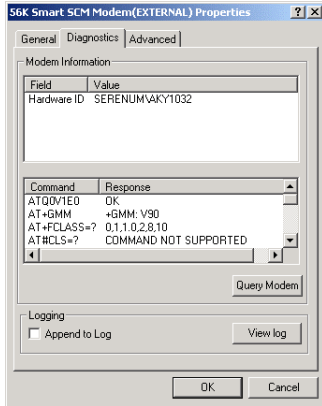 56K Smart SCM Modem(EXTERNAL) Properties
General Diagnostics Advanced
Modem Information
Field Value
Hardware ID SERENUM\AKY1032
Command Response
ATQ0V1E0 OK
AT+GMM +GMM: V90
AT+FCLASS=? 0,1,1.0,2,8,10
AT#CLS=? COMMAND NOT SUPPORTED
Query Modem
Logging
Append to Log View log
OK Cancel